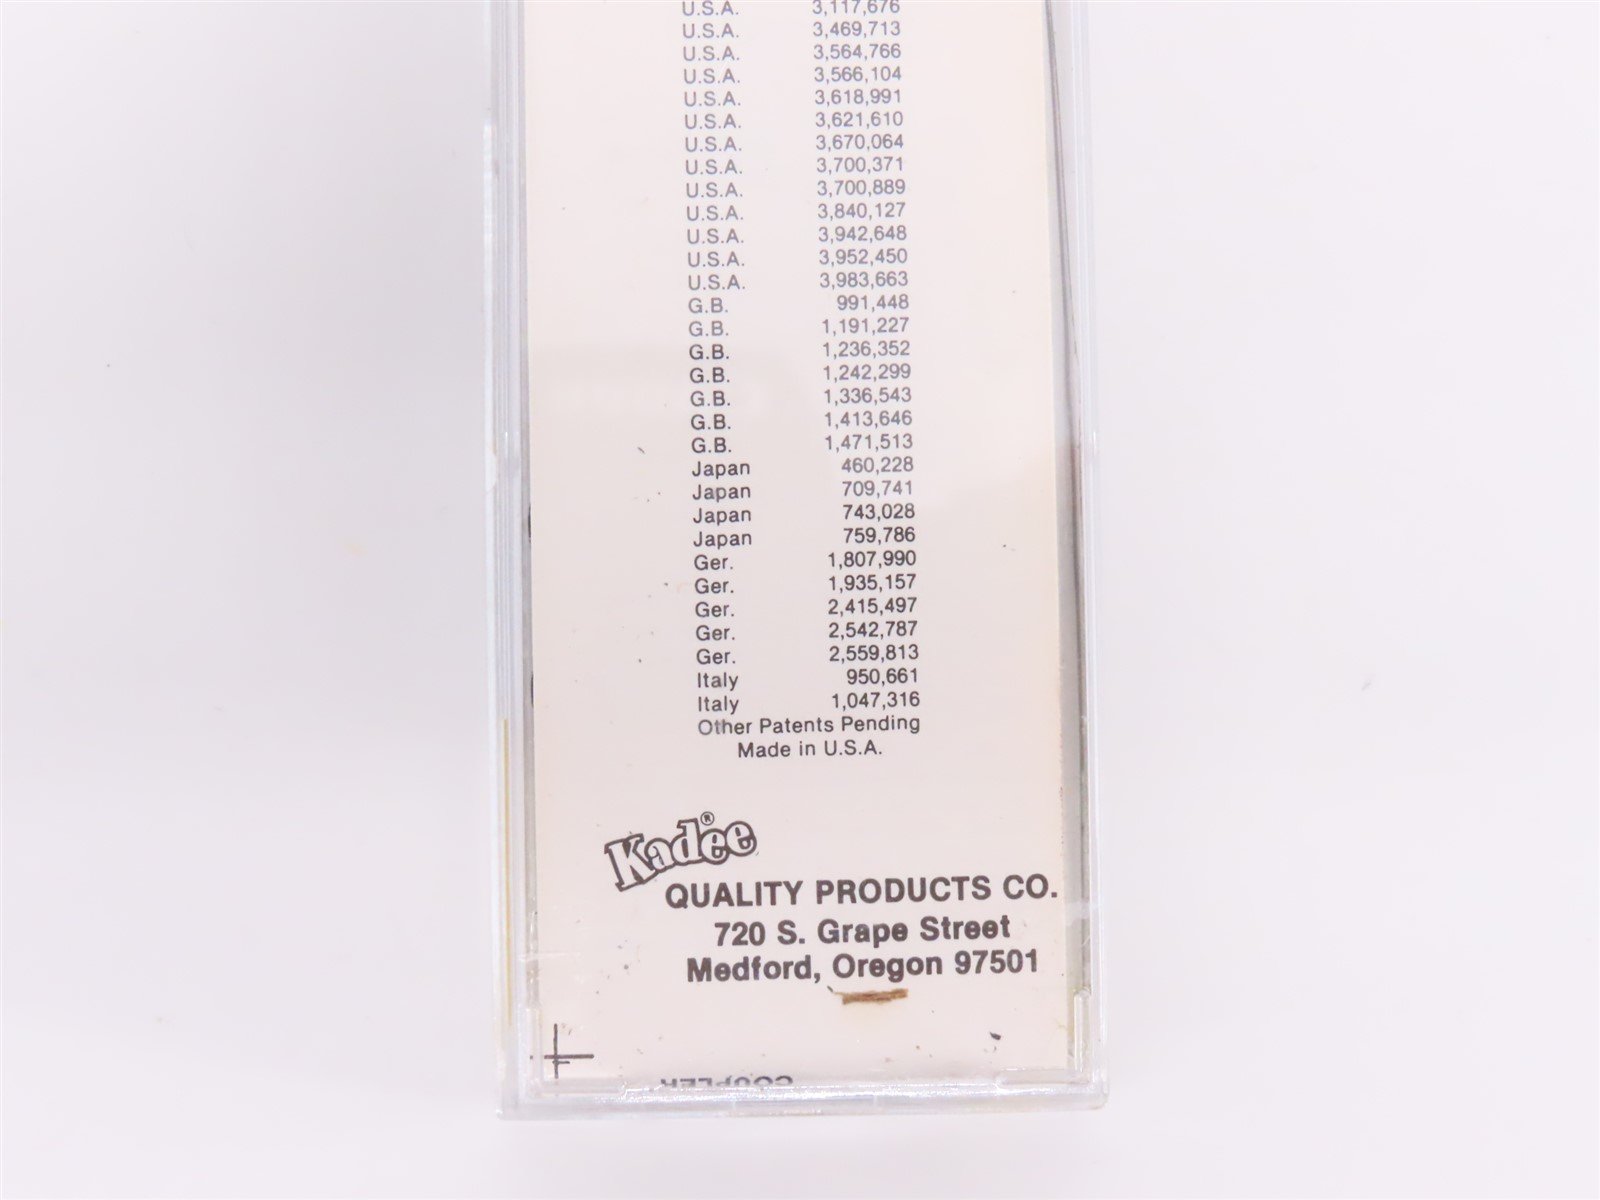 U.S.A. 3,117,676
U.S.A. 3,469,713
U.S.A. 3,564,766
U.S.A. 3,566,104
U.S.A. 3,618,991
U.S.A. 3,621,610
U.S.A. 3,670,064
U.S.A. 3,700,371
U.S.A. 3,700,889
U.S.A. 3,840,127
U.S.A. 3,942,648
U.S.A. 3,952,450
U.S.A. 3,983,663
G.B. 991,448
G.B. 1,191,227
G.B. 1,236,352
G.B. 1,242,299
G.B. 1,336,543
G.B. 1,413,646
G.B. 1,471,513
Japan 460,228
Japan 709,741
Japan 743,028
Japan 759,786
Ger. 1,807,990
Ger. 1,935,157
Ger. 2,415,497
Ger. 2,542,787
Ger. 2,559,813
Italy 950,661
Italy 1,047,316
Other Patents Pending
Made in U.S.A.
Kadee®
QUALITY PRODUCTS CO.
720 S. Grape Street
Medford, Oregon 97501
COUPLER